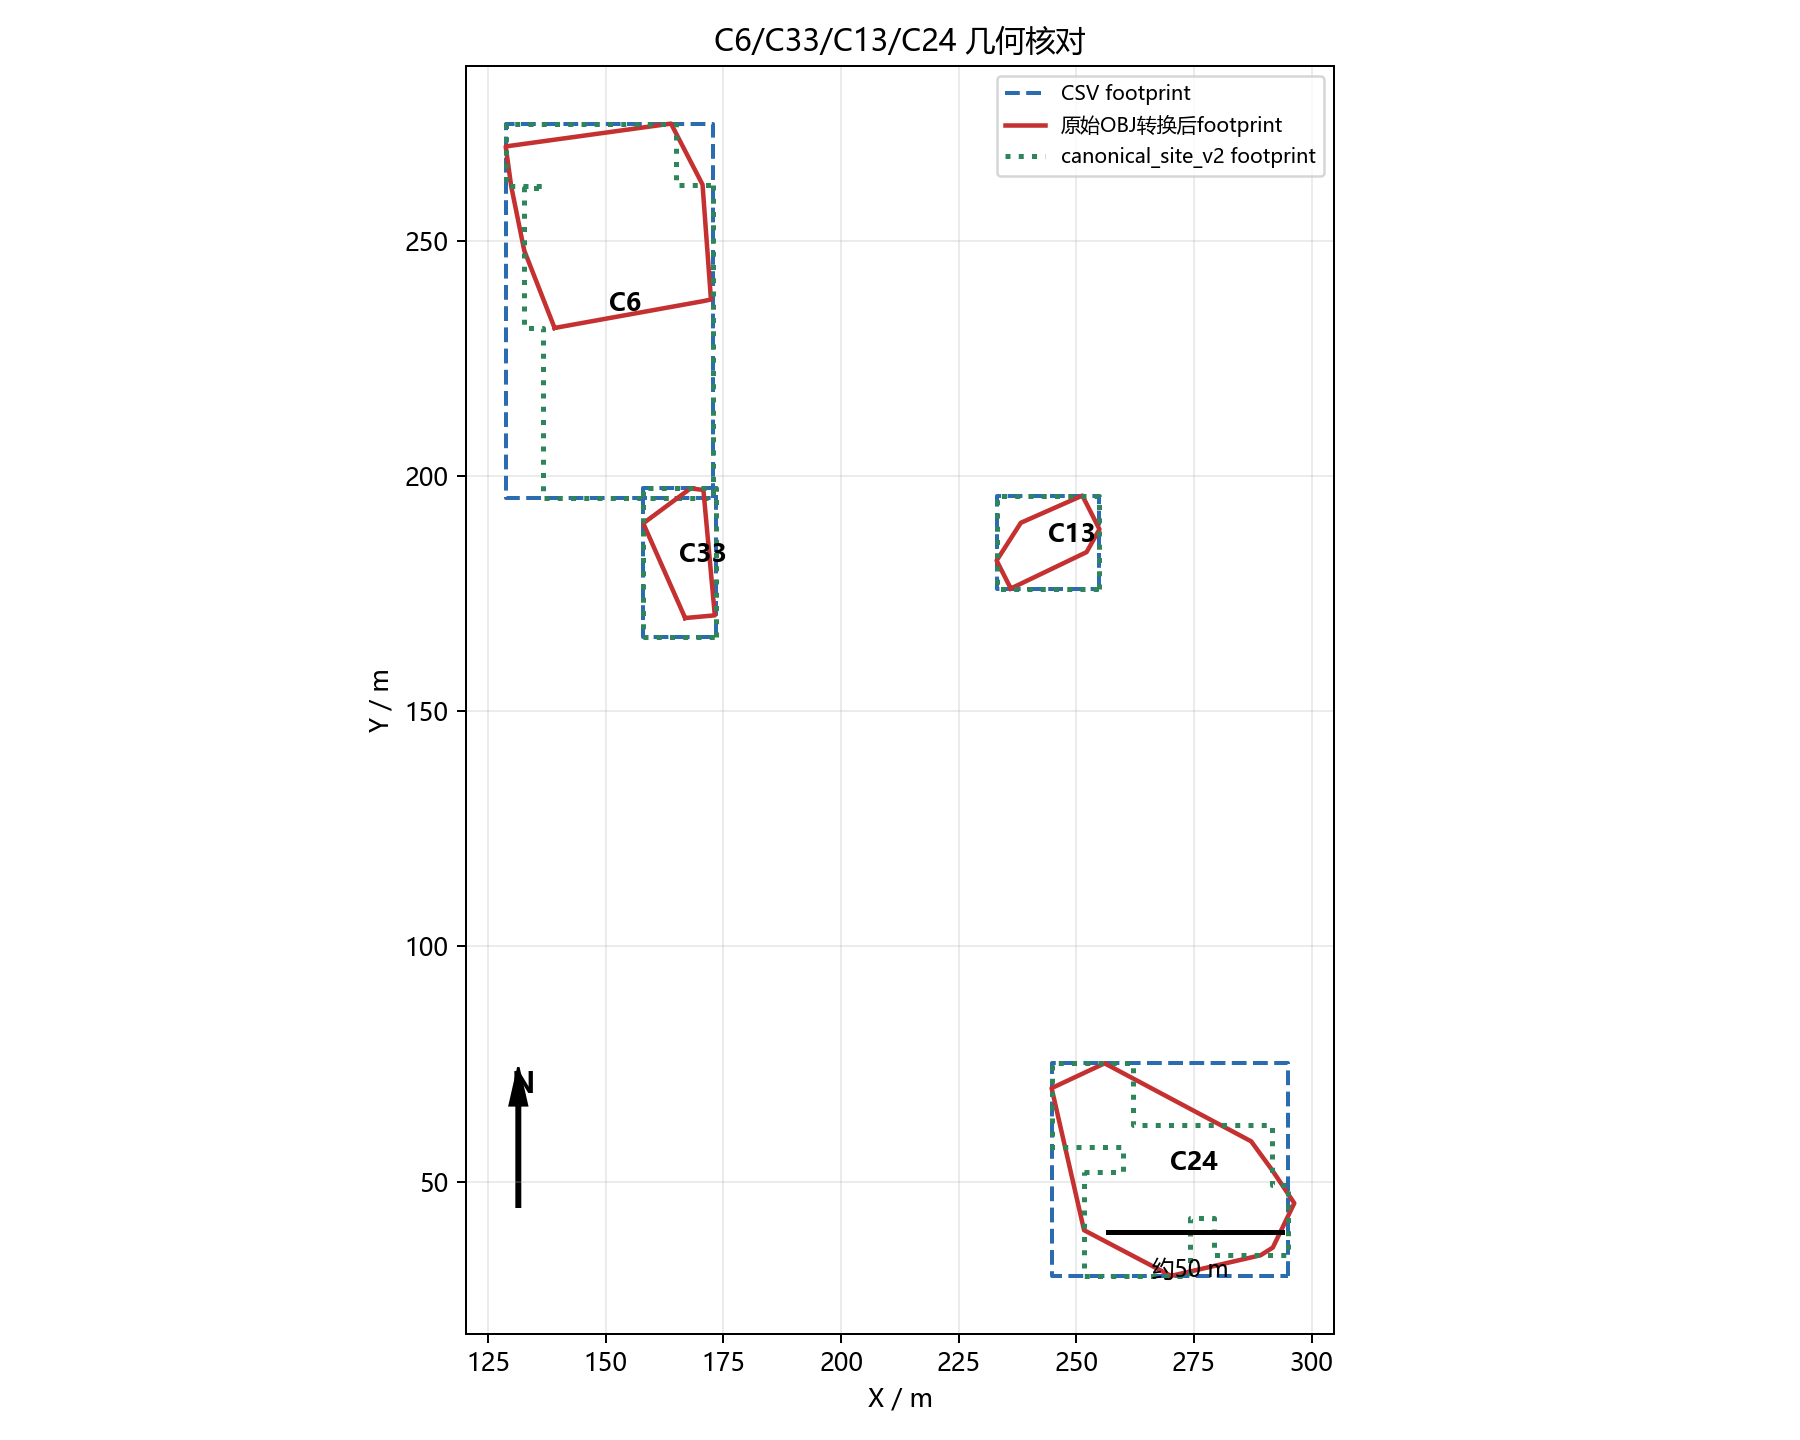 C6/C33/C13/C24 几何核对
CSV footprint
原始OBJ转换后footprint
canonical_site_v2 footprint
250
200
150
100
50
Y / m
C6
C33
C13
N
C24
约50 m
125
150
175
200
225
250
275
300
X / m